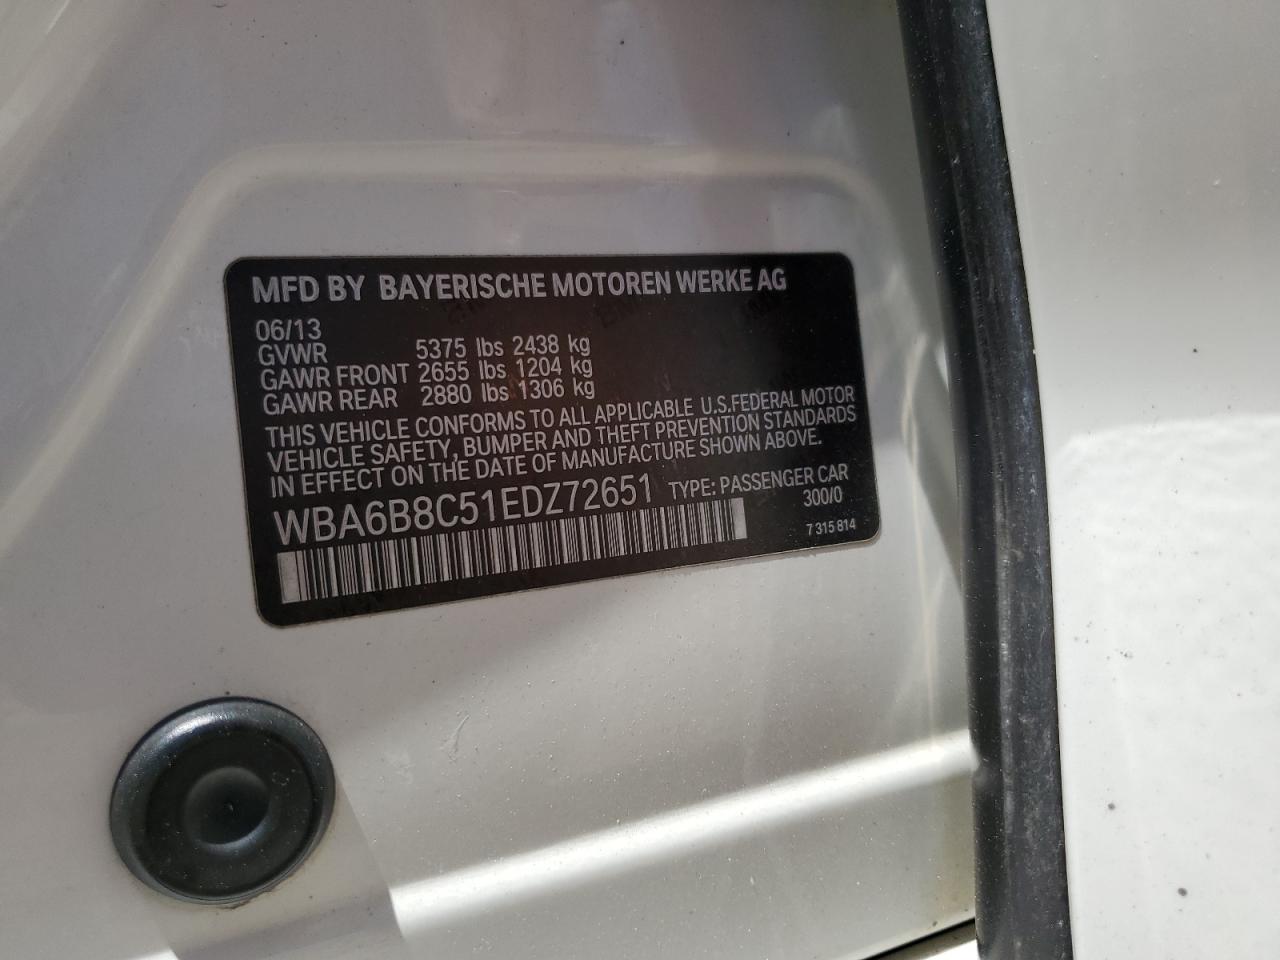 MFD BY BAYERISCHE MOTOREN WERKE AG
06/13
GVWR 5375 lbs 2438 kg
GAWR FRONT 2655 lbs 1204 kg
GAWR REAR 2880 lbs 1306 kg
THIS VEHICLE CONFORMS TO ALL APPLICABLE U.S.FEDERAL MOTOR
VEHICLE SAFETY, BUMPER AND THEFT PREVENTION STANDARDS
IN EFFECT ON THE DATE OF MANUFACTURE SHOWN ABOVE.
WBA6B8C51EDZ72651 TYPE: PASSENGER CAR
300/0
7 315 814